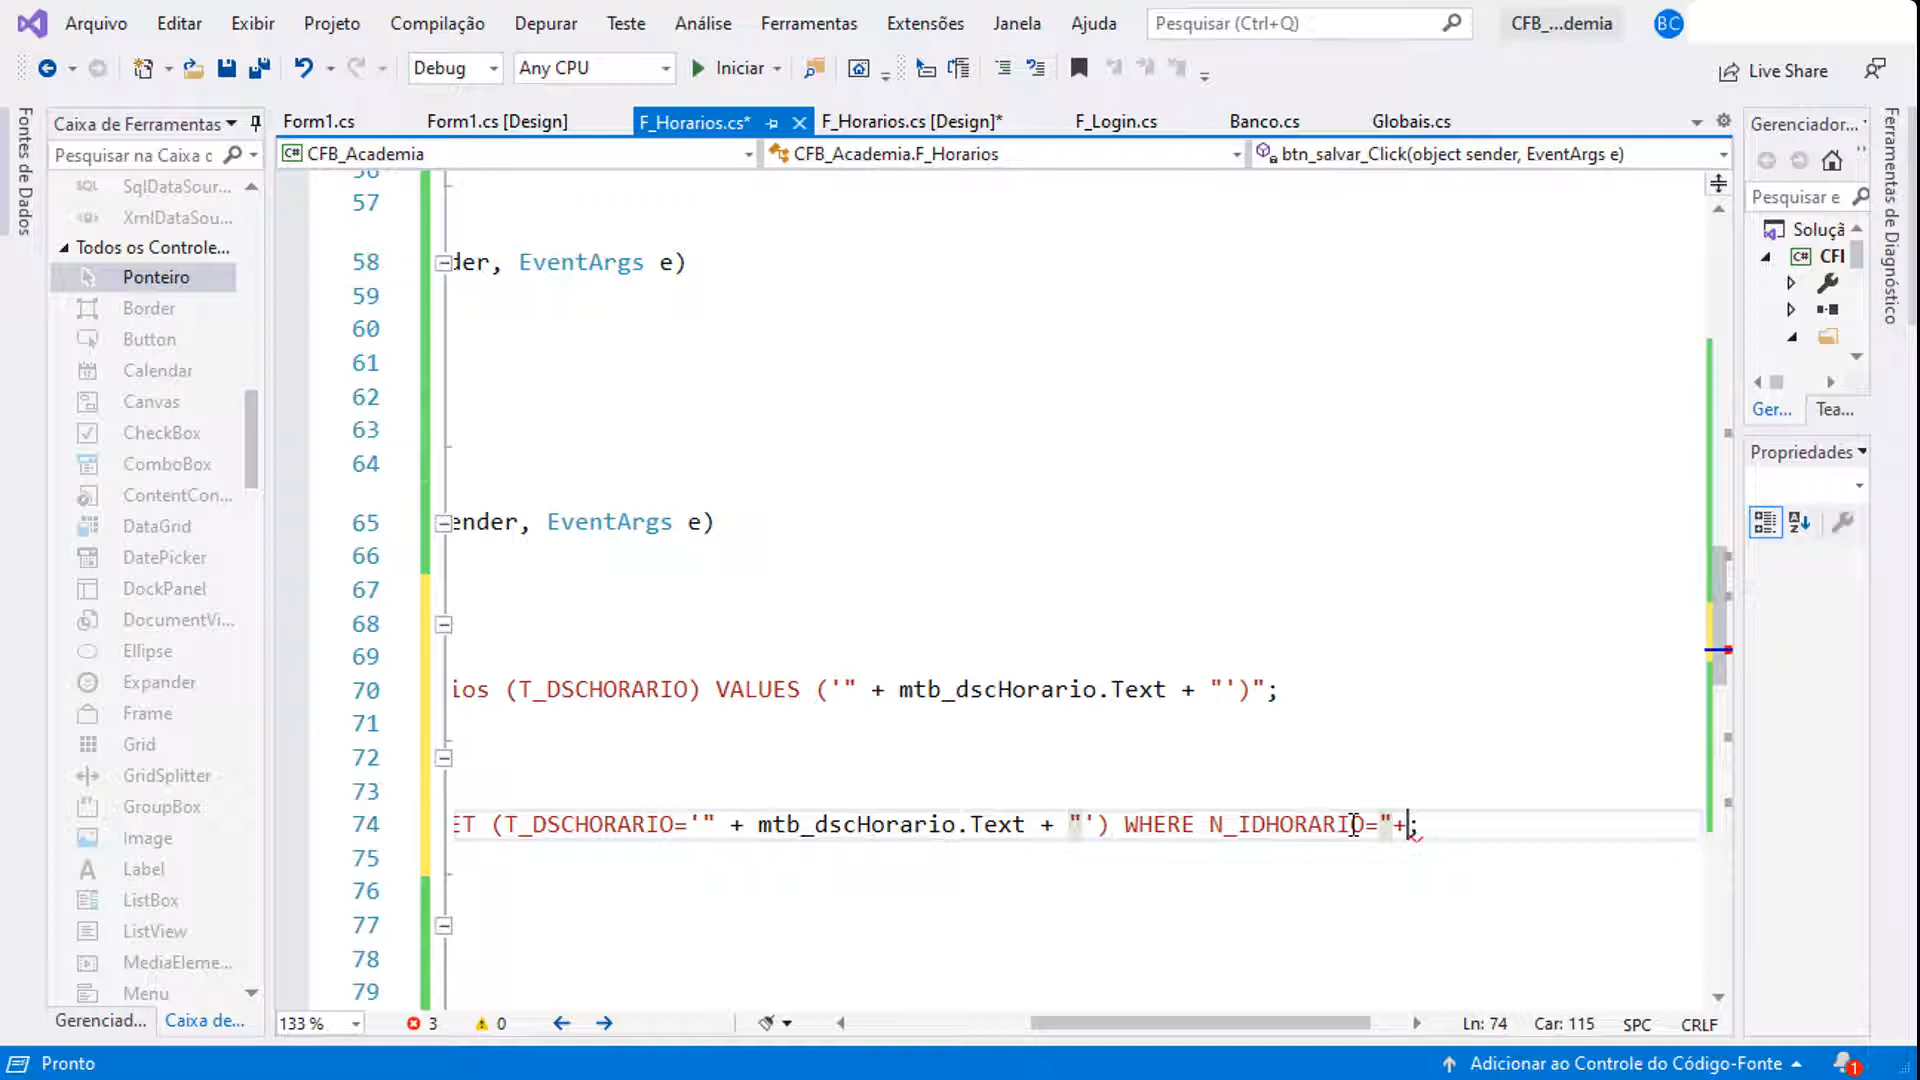 Arquivo Editar Exibir Projeto Compilação Depurar Teste Análise Ferramentas Extensões Janela Ajuda Pesquisar (Ctrl+Q) CFB_...demia BC
Debug Any CPU Iniciar Live Share
Fontes de Dados
Caixa de Ferramentas
Pesquisar na Caixa d
SQL SqlDataSour...
XmlDataSou...
Todos os Controle...
Ponteiro
Border
Button
Calendar
Canvas
CheckBox
ComboBox
ContentCon...
DataGrid
DatePicker
DockPanel
DocumentVi...
Ellipse
Expander
Frame
Grid
GridSplitter
GroupBox
Image
Label
ListBox
ListView
MediaEleme...
Menu
Gerenciad... Caixa de...
Form1.cs Form1.cs [Design] F_Horarios.cs* F_Horarios.cs [Design]* F_Login.cs Banco.cs Globais.cs
C# CFB_Academia CFB_Academia.F_Horarios btn_salvar_Click(object sender, EventArgs e)
56
57
58 der, EventArgs e)
59
60
61
62
63
64
65 ender, EventArgs e)
66
67
68
69
70 ios (T_DSCHORARIO) VALUES ('" + mtb_dscHorario.Text + "')";
71
72
73
74 ET (T_DSCHORARIO='" + mtb_dscHorario.Text + "') WHERE N_IDHORARIO="+;
75
76
77
78
79
133 % 3 0 Ln: 74 Car: 115 SPC CRLF
Gerenciador...
Pesquisar e
Soluçã
C# CFI
Ger... Tea...
Propriedades
Ferramentas de Diagnóstico
Pronto Adicionar ao Controle do Código-Fonte 1